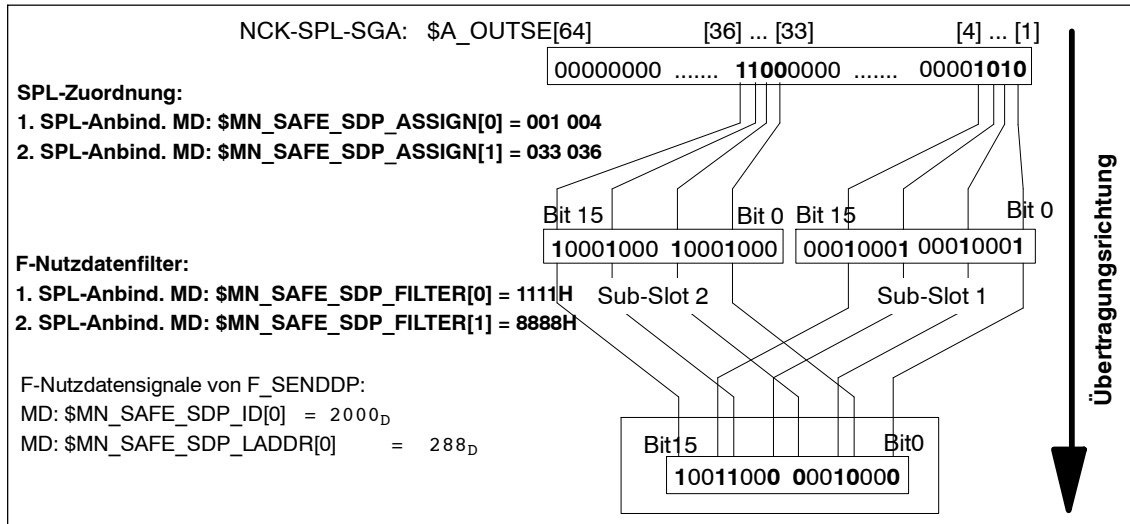 NCK-SPL-SGA: $A_OUTSE[64] [36] ... [33] [4] ... [1]
00000000 ....... 11000000 ....... 00001010
SPL-Zuordnung:
1. SPL-Anbind. MD: $MN_SAFE_SDP_ASSIGN[0] = 001 004
2. SPL-Anbind. MD: $MN_SAFE_SDP_ASSIGN[1] = 033 036
Bit 15 Bit 0 Bit 15 Bit 0
10001000 10001000 00010001 00010001
F-Nutzdatenfilter:
1. SPL-Anbind. MD: $MN_SAFE_SDP_FILTER[0] = 1111H
2. SPL-Anbind. MD: $MN_SAFE_SDP_FILTER[1] = 8888H
Sub-Slot 2 Sub-Slot 1
F-Nutzdatensignale von F_SENDDP:
MD: $MN_SAFE_SDP_ID[0] = 2000D
MD: $MN_SAFE_SDP_LADDR[0] = 288D
Bit15 Bit0
10011000 00010000
Übertragungsrichtung